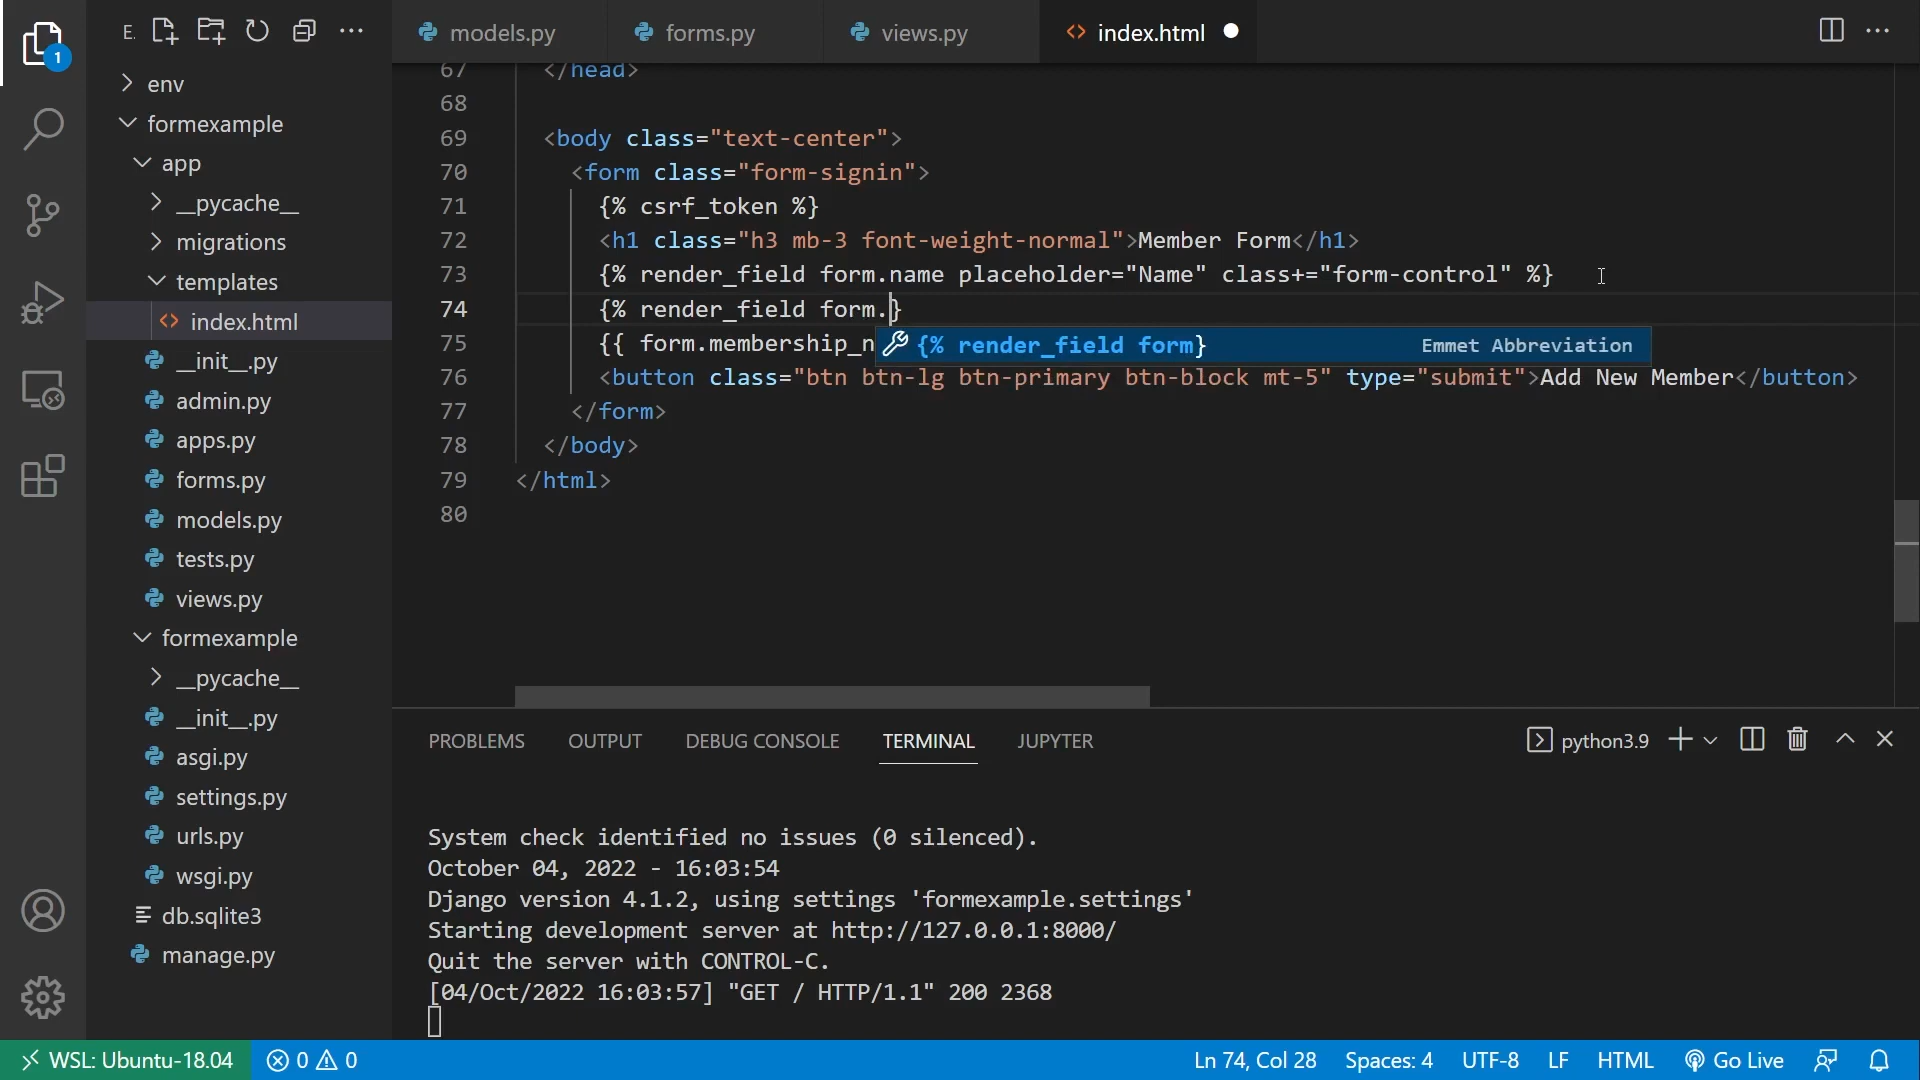 1
E.
models.py
forms.py
views.py
<> index.html
env
formexample
app
__pycache__
migrations
templates
<> index.html
__init__.py
admin.py
apps.py
forms.py
models.py
tests.py
views.py
formexample
__pycache__
__init__.py
asgi.py
settings.py
urls.py
wsgi.py
db.sqlite3
manage.py
67 </head>
68
69 <body class="text-center">
70 <form class="form-signin">
71 {% csrf_token %}
72 <h1 class="h3 mb-3 font-weight-normal">Member Form</h1>
73 {% render_field form.name placeholder="Name" class+="form-control" %}
74 {% render_field form.}
75 {{ form.membership_n
{% render_field form} Emmet Abbreviation
76 <button class="btn btn-lg btn-primary btn-block mt-5" type="submit">Add New Member</button>
77 </form>
78 </body>
79 </html>
80
PROBLEMS OUTPUT DEBUG CONSOLE TERMINAL JUPYTER
python3.9
System check identified no issues (0 silenced).
October 04, 2022 - 16:03:54
Django version 4.1.2, using settings 'formexample.settings'
Starting development server at http://127.0.0.1:8000/
Quit the server with CONTROL-C.
[04/Oct/2022 16:03:57] "GET / HTTP/1.1" 200 2368
WSL: Ubuntu-18.04 0 0 Ln 74, Col 28 Spaces: 4 UTF-8 LF HTML Go Live